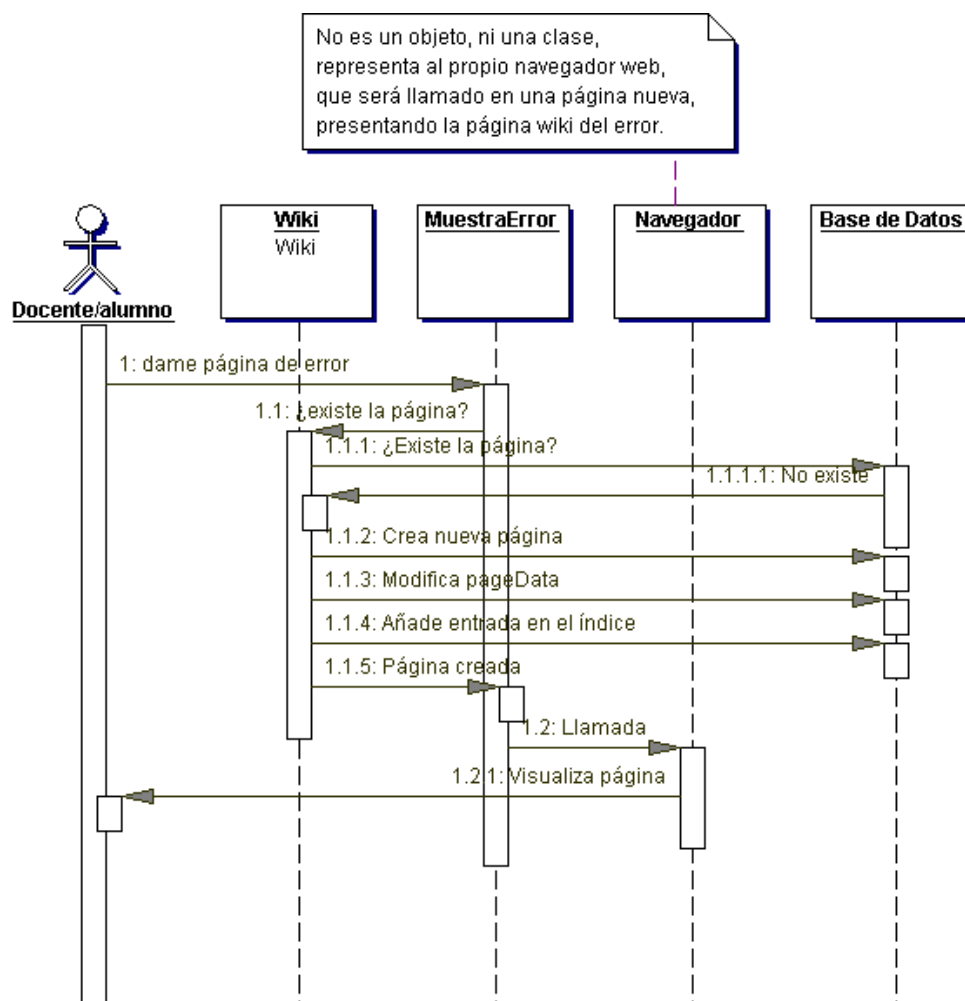 No es un objeto, ni una clase,
representa al propio navegador web,
que será llamado en una página nueva,
presentando la página wiki del error.
Docente/alumno
Wiki
Wiki
MuestraError
Navegador
Base de Datos
1: dame página de error
1.1: ¿existe la página?
1.1.1: ¿Existe la página?
1.1.1.1: No existe
1.1.2: Crea nueva página
1.1.3: Modifica pageData
1.1.4: Añade entrada en el índice
1.1.5: Página creada
1.2: Llamada
1.2.1: Visualiza página